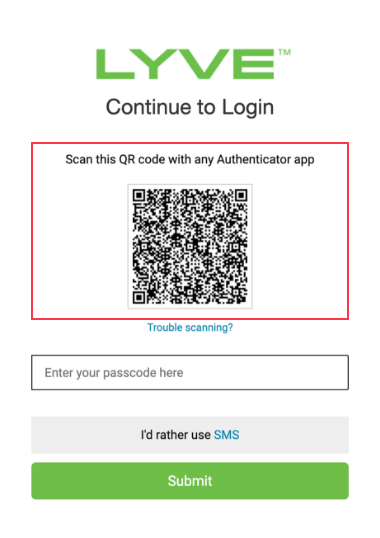 LYVE™
Continue to Login
Scan this QR code with any Authenticator app
Trouble scanning?
Enter your passcode here
I'd rather use SMS
Submit